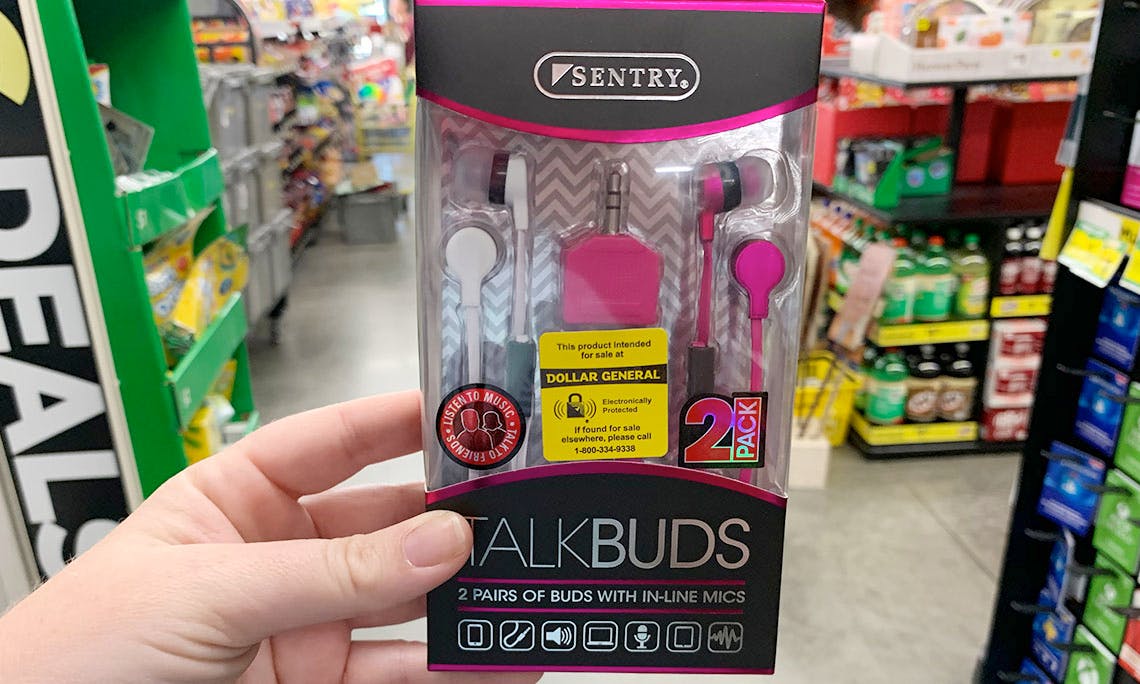 SENTRY®
This product intended
for sale at
DOLLAR GENERAL
Electronically
Protected
If found for sale
elsewhere, please call
1-800-334-9338
LISTEN TO MUSIC • TALK TO FRIENDS •
2 PACK
TALKBUDS
2 PAIRS OF BUDS WITH IN-LINE MICS
DEALS
$1